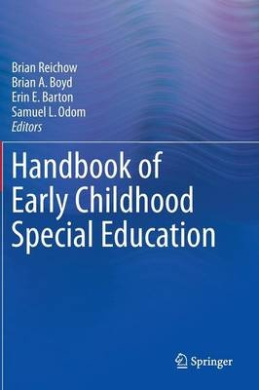 Brian Reichow
Brian A. Boyd
Erin E. Barton
Samuel L. Odom
Editors
Handbook of
Early Childhood
Special Education
Springer